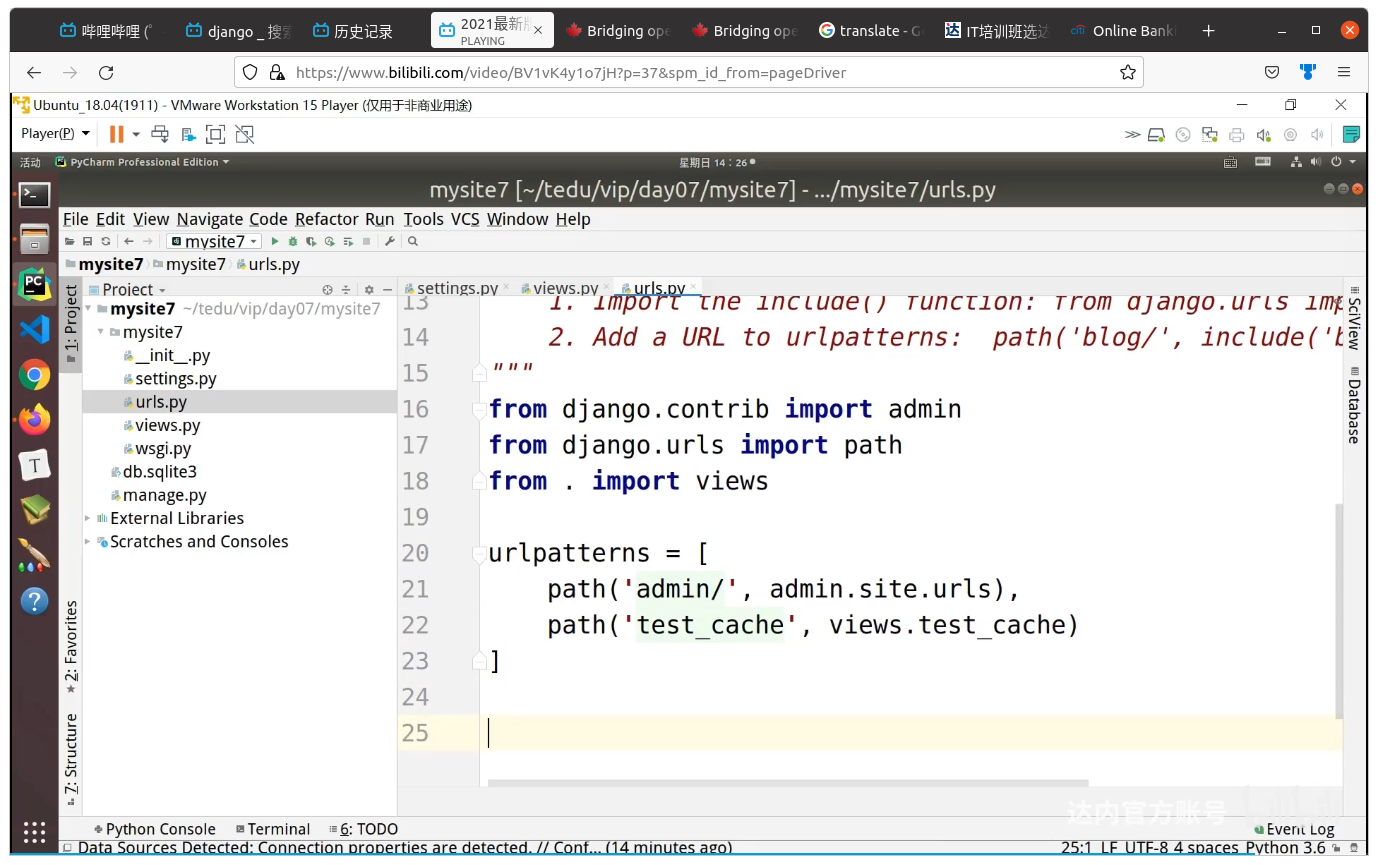 哔哩哔哩 (
django _ 搜索
历史记录
2021最新版
PLAYING
Bridging ope
Bridging ope
translate - G
IT培训班选达
citi Online Bank
https://www.bilibili.com/video/BV1vK4y1o7jH?p=37&spm_id_from=pageDriver
Ubuntu_18.04(1911) - VMware Workstation 15 Player (仅用于非商业用途)
Player(P)
活动 PyCharm Professional Edition 星期日 14：26
mysite7 [~/tedu/vip/day07/mysite7] - .../mysite7/urls.py
File Edit View Navigate Code Refactor Run Tools VCS Window Help
mysite7
mysite7 mysite7 urls.py
Project
settings.py views.py urls.py
1: Project
mysite7 ~/tedu/vip/day07/mysite7
mysite7
__init__.py
settings.py
urls.py
views.py
wsgi.py
db.sqlite3
manage.py
External Libraries
Scratches and Consoles
2: Favorites
7: Structure
13 1. Import the include() function: from django.urls imp
14 2. Add a URL to urlpatterns:  path('blog/', include('b
15 """
16 from django.contrib import admin
17 from django.urls import path
18 from . import views
19
20 urlpatterns = [
21     path('admin/', admin.site.urls),
22     path('test_cache', views.test_cache)
23 ]
24
25
SciView
Database
达内官方账号
Python Console Terminal 6: TODO Event Log
Data Sources Detected: Connection properties are detected. // Conf... (14 minutes ago) 25:1 LF UTF-8 4 spaces Python 3.6